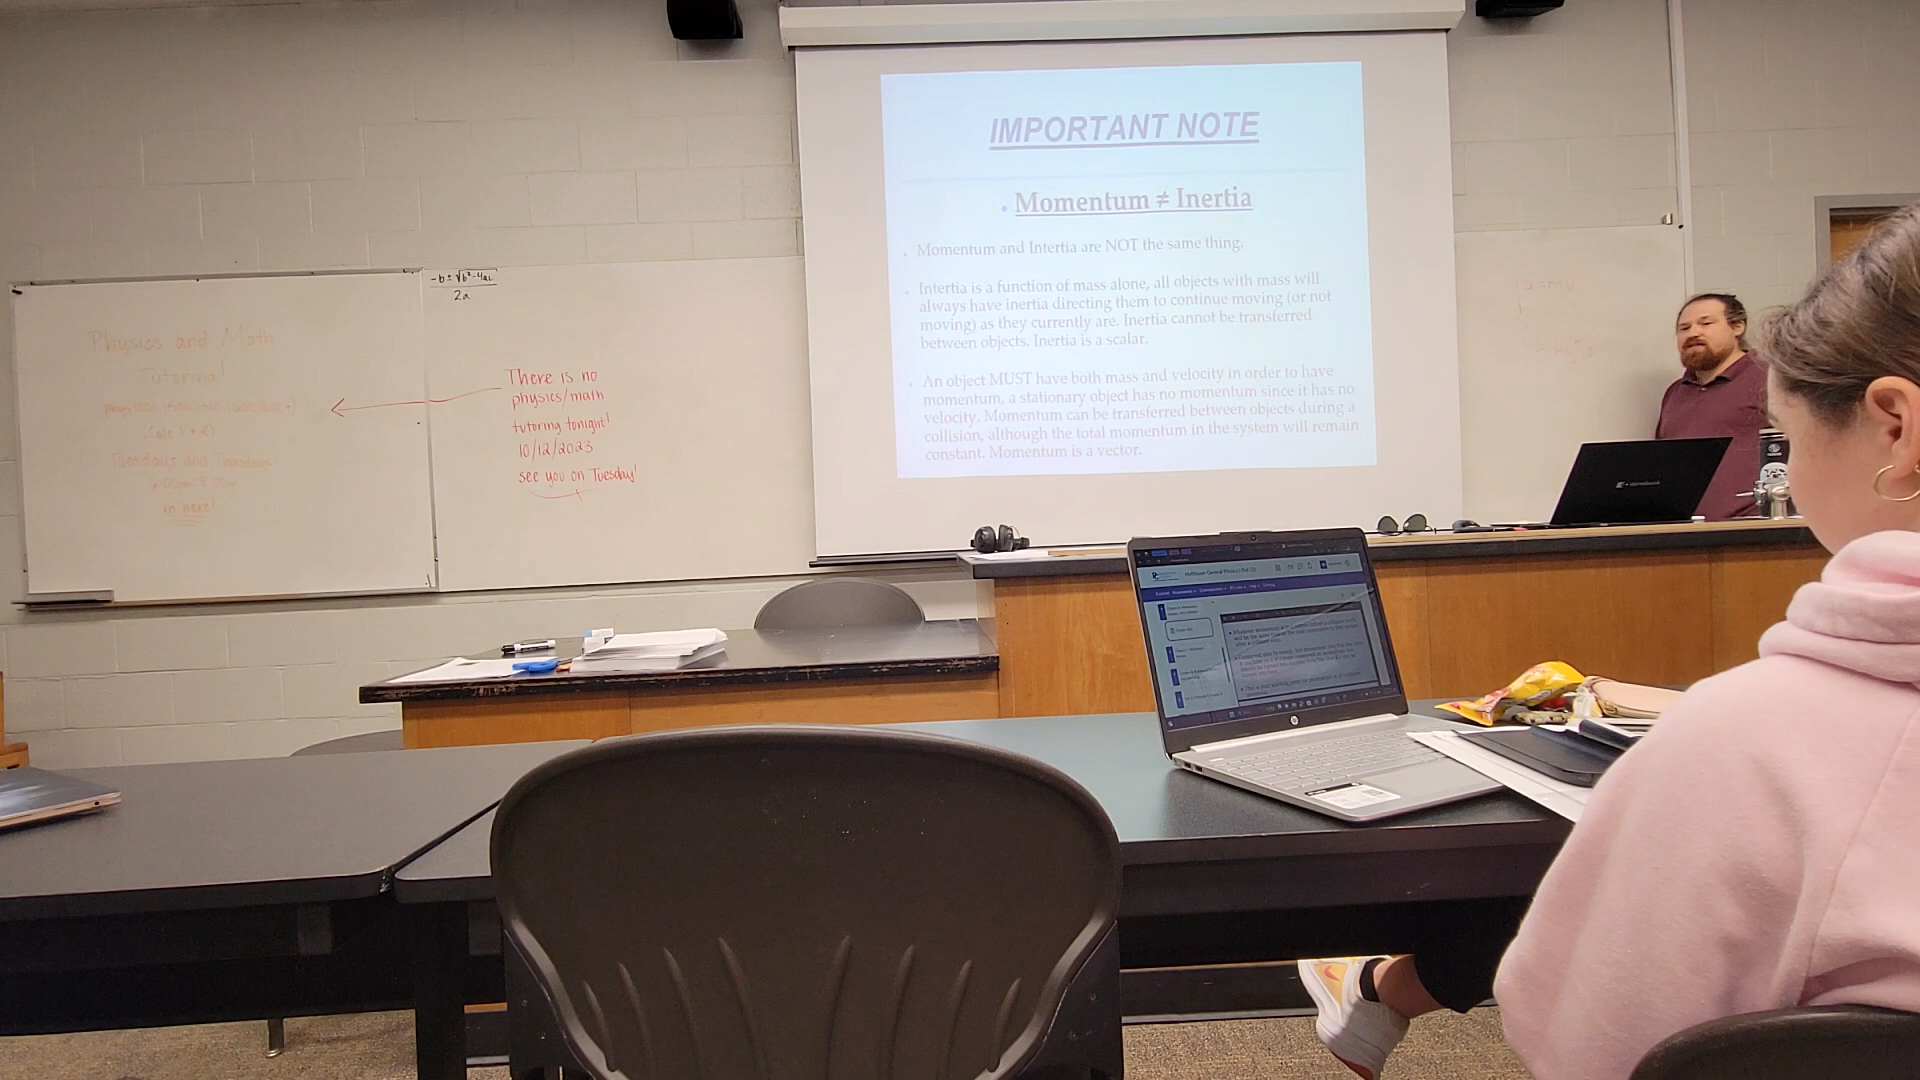 IMPORTANT NOTE
Momentum ≠ Inertia
Momentum and Intertia are NOT the same thing.
Intertia is a function of mass alone, all objects with mass will
always have inertia directing them to continue moving (or not
moving) as they currently are. Inertia cannot be transferred
between objects. Inertia is a scalar.
An object MUST have both mass and velocity in order to have
momentum, a stationary object has no momentum since it has no
velocity. Momentum can be transferred between objects during a
collision, although the total momentum in the system will remain
constant. Momentum is a vector.
-b ± √b²-4ac
2a
Physics and Math
Tutoring!
Tuesdays and Thursdays
in here!
There is no
physics/math
tutoring tonight!
10/12/2023
see you on Tuesday!
p = mv